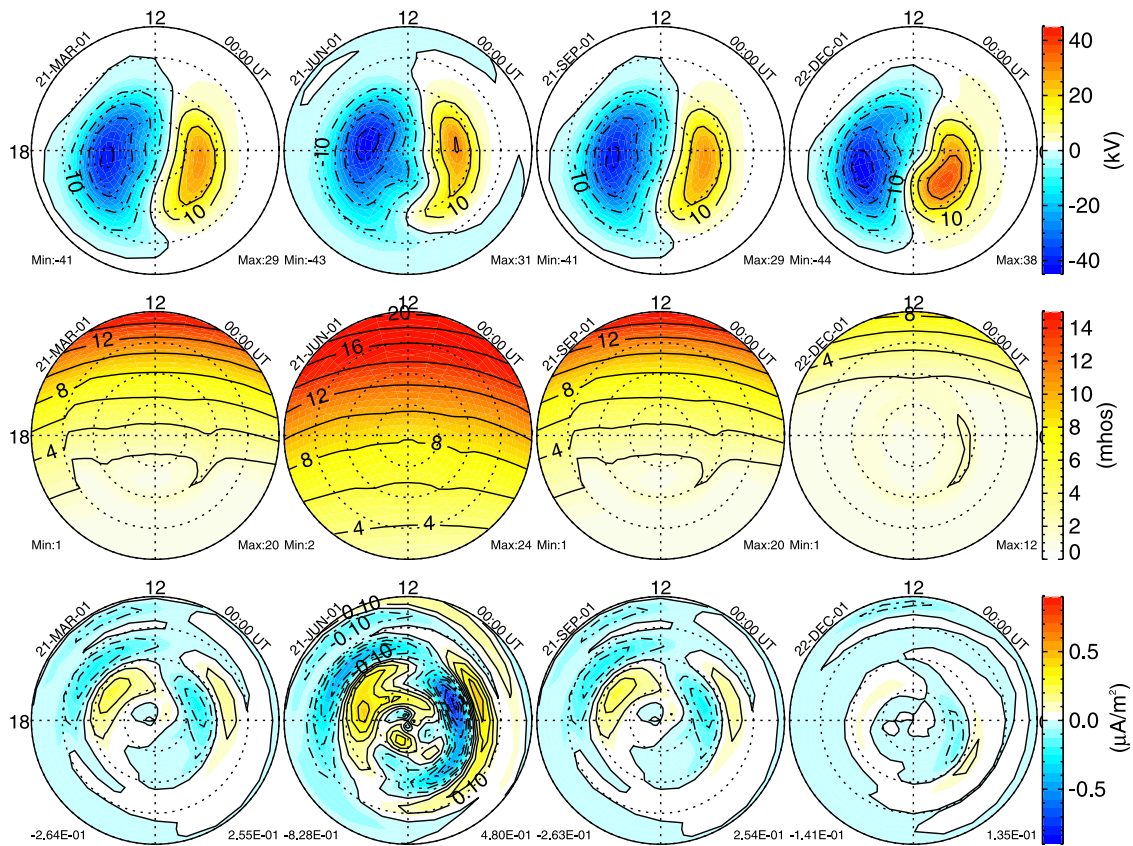 12 12 12 12
21-MAR-01 00:00 UT 21-JUN-01 00:00 UT 21-SEP-01 00:00 UT 22-DEC-01 00:00 UT
18
10 10 10 10 10 10 10 10
40
20
0
-20
-40
(kV)
Min:-41 Max:29 Min:-43 Max:31 Min:-41 Max:29 Min:-44 Max:38
12 12 12 12
21-MAR-01 00:00 UT 21-JUN-01 00:00 UT 21-SEP-01 00:00 UT 22-DEC-01 00:00 UT
12 20 12 8
8 16 8 4
12
18
4 8 8 4
4 4
14
12
10
8
6
4
2
0
(mhos)
Min:1 Max:20 Min:2 Max:24 Min:1 Max:20 Min:1 Max:12
12 12 12 12
21-MAR-01 00:00 UT 21-JUN-01 00:00 UT 21-SEP-01 00:00 UT 22-DEC-01 00:00 UT
0.10
0.10
0.10
18
0.10
0.5
0.0
-0.5
(μA/m²)
-2.64E-01 2.55E-01 -8.28E-01 4.80E-01 -2.63E-01 2.54E-01 -1.41E-01 1.35E-01